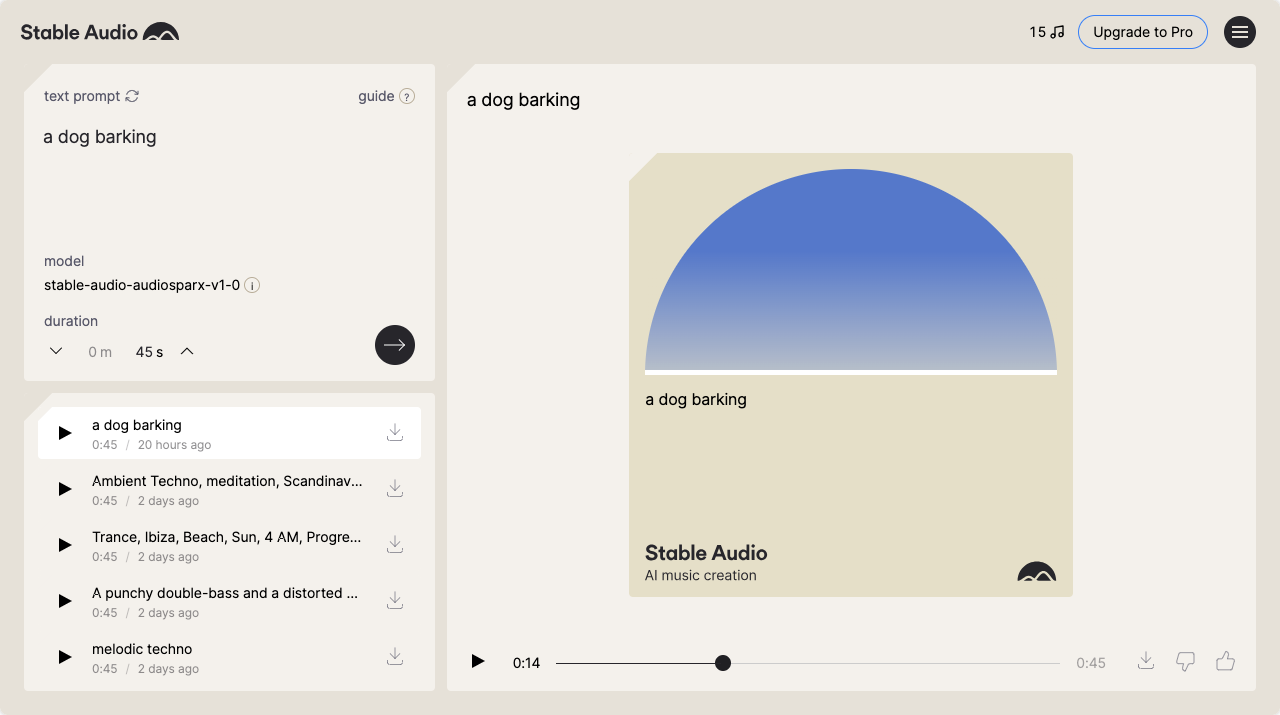 Stable Audio
15
Upgrade to Pro
text prompt
guide ?
a dog barking
model
stable-audio-audiosparx-v1-0 i
duration
0 m 45 s
a dog barking
0:45 / 20 hours ago
Ambient Techno, meditation, Scandinav...
0:45 / 2 days ago
Trance, Ibiza, Beach, Sun, 4 AM, Progre...
0:45 / 2 days ago
A punchy double-bass and a distorted ...
0:45 / 2 days ago
melodic techno
0:45 / 2 days ago
a dog barking
a dog barking
Stable Audio
AI music creation
0:14
0:45